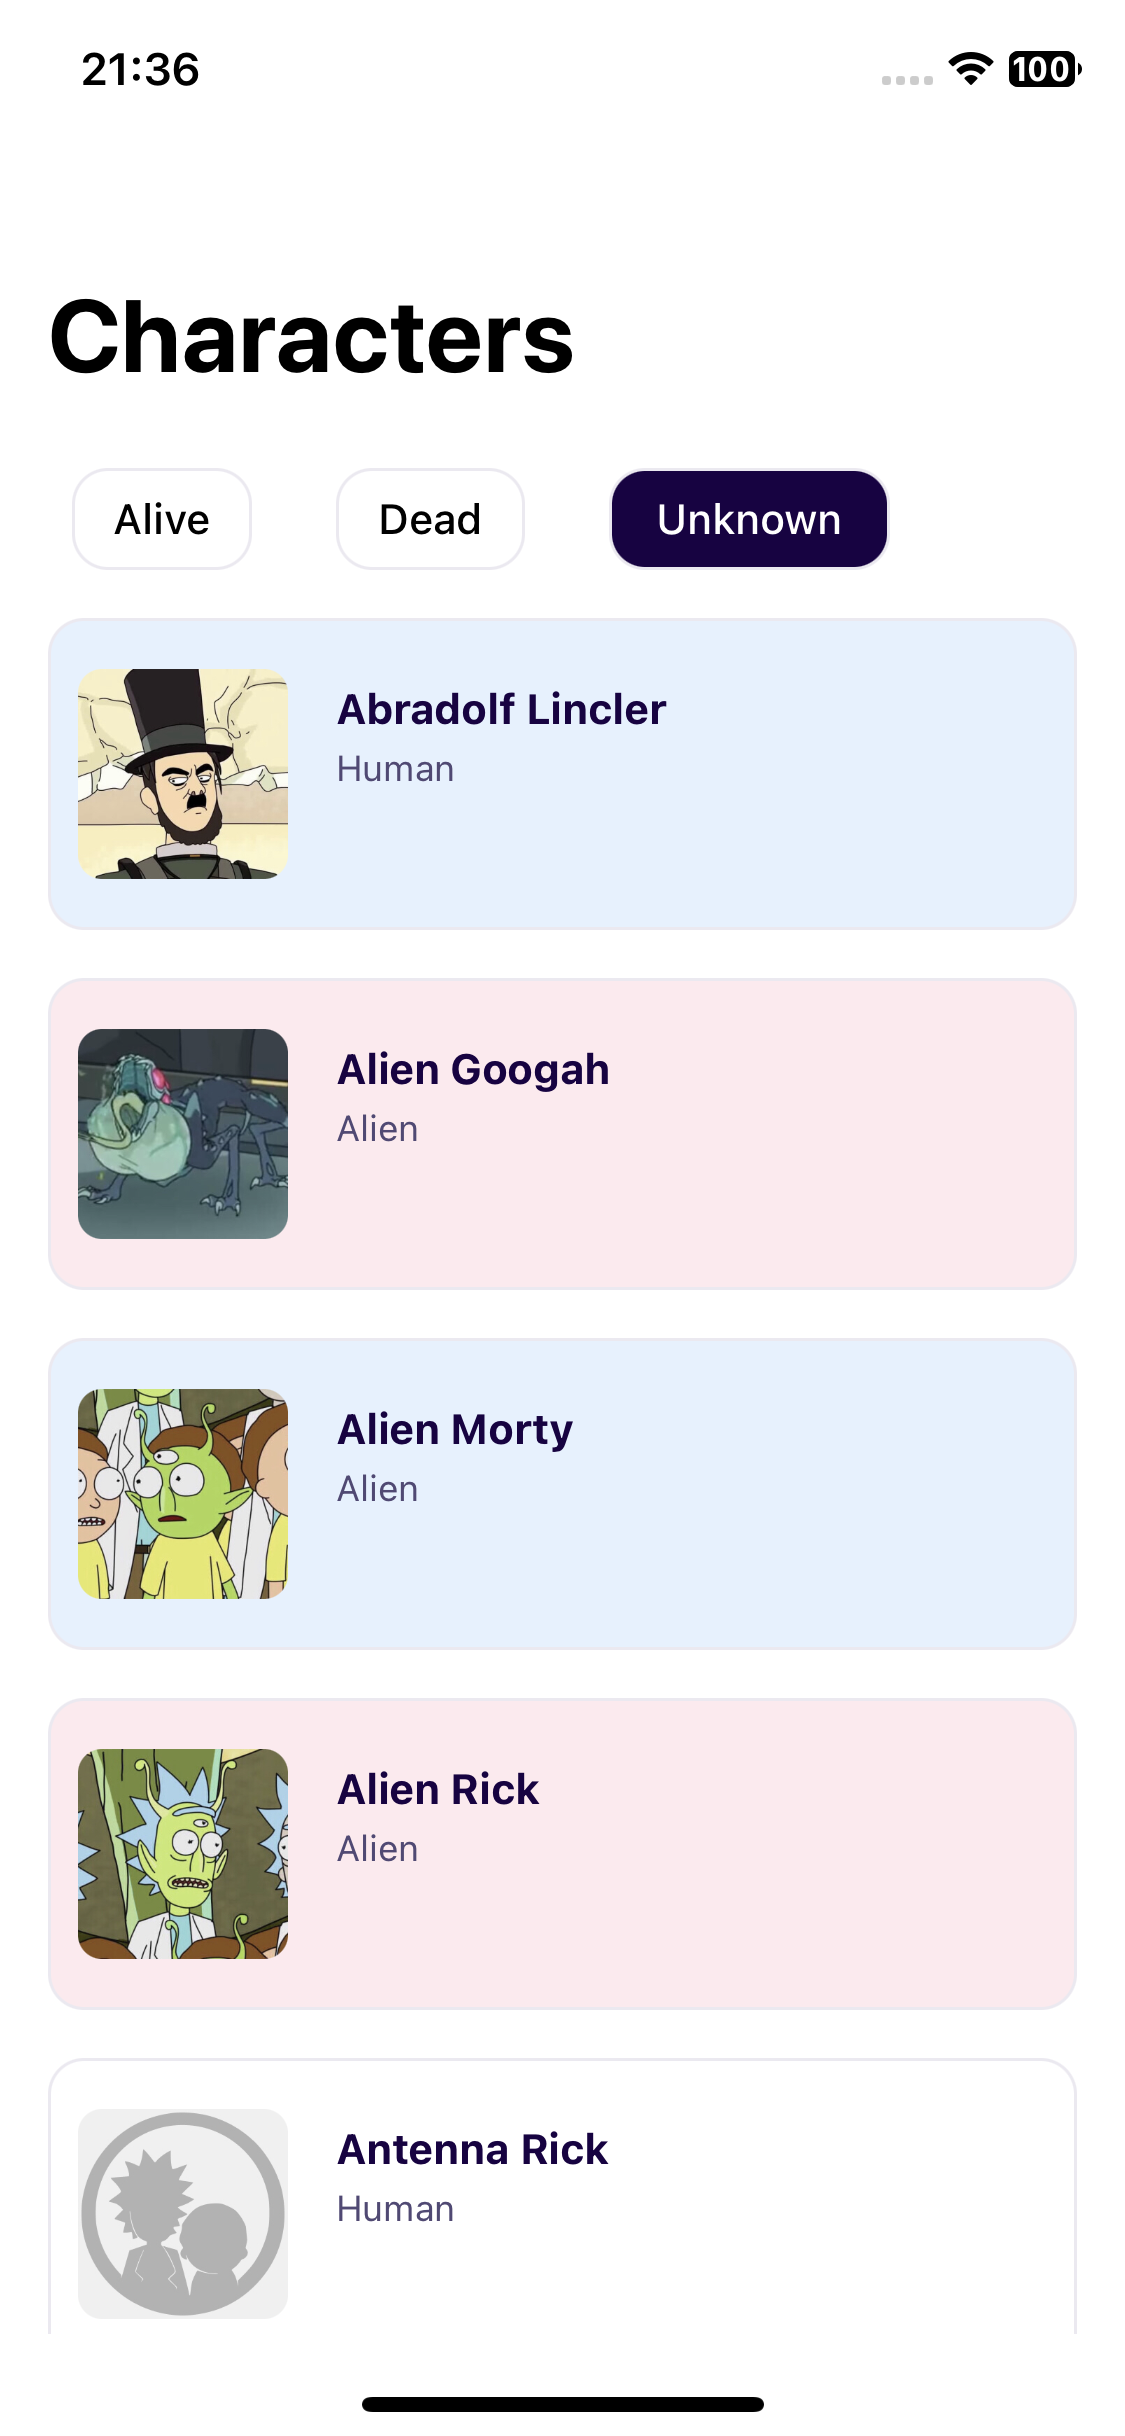 21:36
100
Characters
Alive
Dead
Unknown
Abradolf Lincler
Human
Alien Googah
Alien
Alien Morty
Alien
Alien Rick
Alien
Antenna Rick
Human